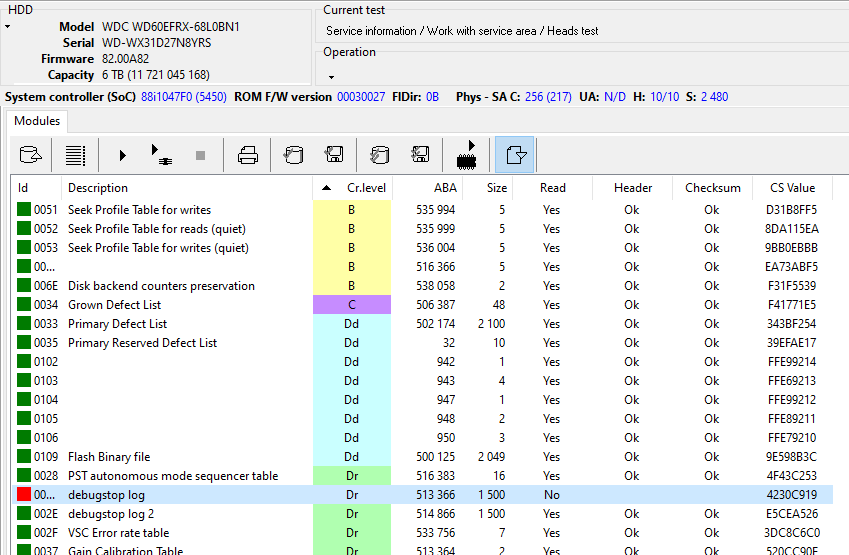 HDD
Model WDC WD60EFRX-68L0BN1
Serial WD-WX31D27N8YRS
Firmware 82.00A82
Capacity 6 TB (11 721 045 168)
Current test
Service information / Work with service area / Heads test
Operation
System controller (SoC) 88i1047F0 (5450) ROM F/W version 00030027 FIDir: 0B Phys - SA C: 256 (217) UA: N/D H: 10/10 S: 2 480
Modules
Id Description Cr.level ABA Size Read Header Checksum CS Value
0051 Seek Profile Table for writes B 535 994 5 Yes Ok Ok D31B8FF5
0052 Seek Profile Table for reads (quiet) B 535 999 5 Yes Ok Ok 8DA115EA
0053 Seek Profile Table for writes (quiet) B 536 004 5 Yes Ok Ok 9BB0EBBB
00... B 516 366 5 Yes Ok Ok EA73ABF5
006E Disk backend counters preservation B 538 058 2 Yes Ok Ok F31F5539
0034 Grown Defect List C 506 387 48 Yes Ok Ok F41771E5
0033 Primary Defect List Dd 502 174 2 100 Yes Ok Ok 343BF254
0035 Primary Reserved Defect List Dd 32 10 Yes Ok Ok 39EFAE17
0102 Dd 942 1 Yes Ok Ok FFE99214
0103 Dd 943 4 Yes Ok Ok FFE69213
0104 Dd 947 1 Yes Ok Ok FFE99212
0105 Dd 948 2 Yes Ok Ok FFE89211
0106 Dd 950 3 Yes Ok Ok FFE79210
0109 Flash Binary file Dd 500 125 2 049 Yes Ok Ok 9E598B3C
0028 PST autonomous mode sequencer table Dr 516 383 16 Yes Ok Ok 4F43C253
00... debugstop log Dr 513 366 1 500 No 4230C919
002E debugstop log 2 Dr 514 866 1 500 Yes Ok Ok E5CEA526
002F VSC Error rate table Dr 533 756 7 Yes Ok Ok 3DC8C6C0
0037 Gain Calibration Table Dr 513 364 2 Yes Ok Ok 520CC90F